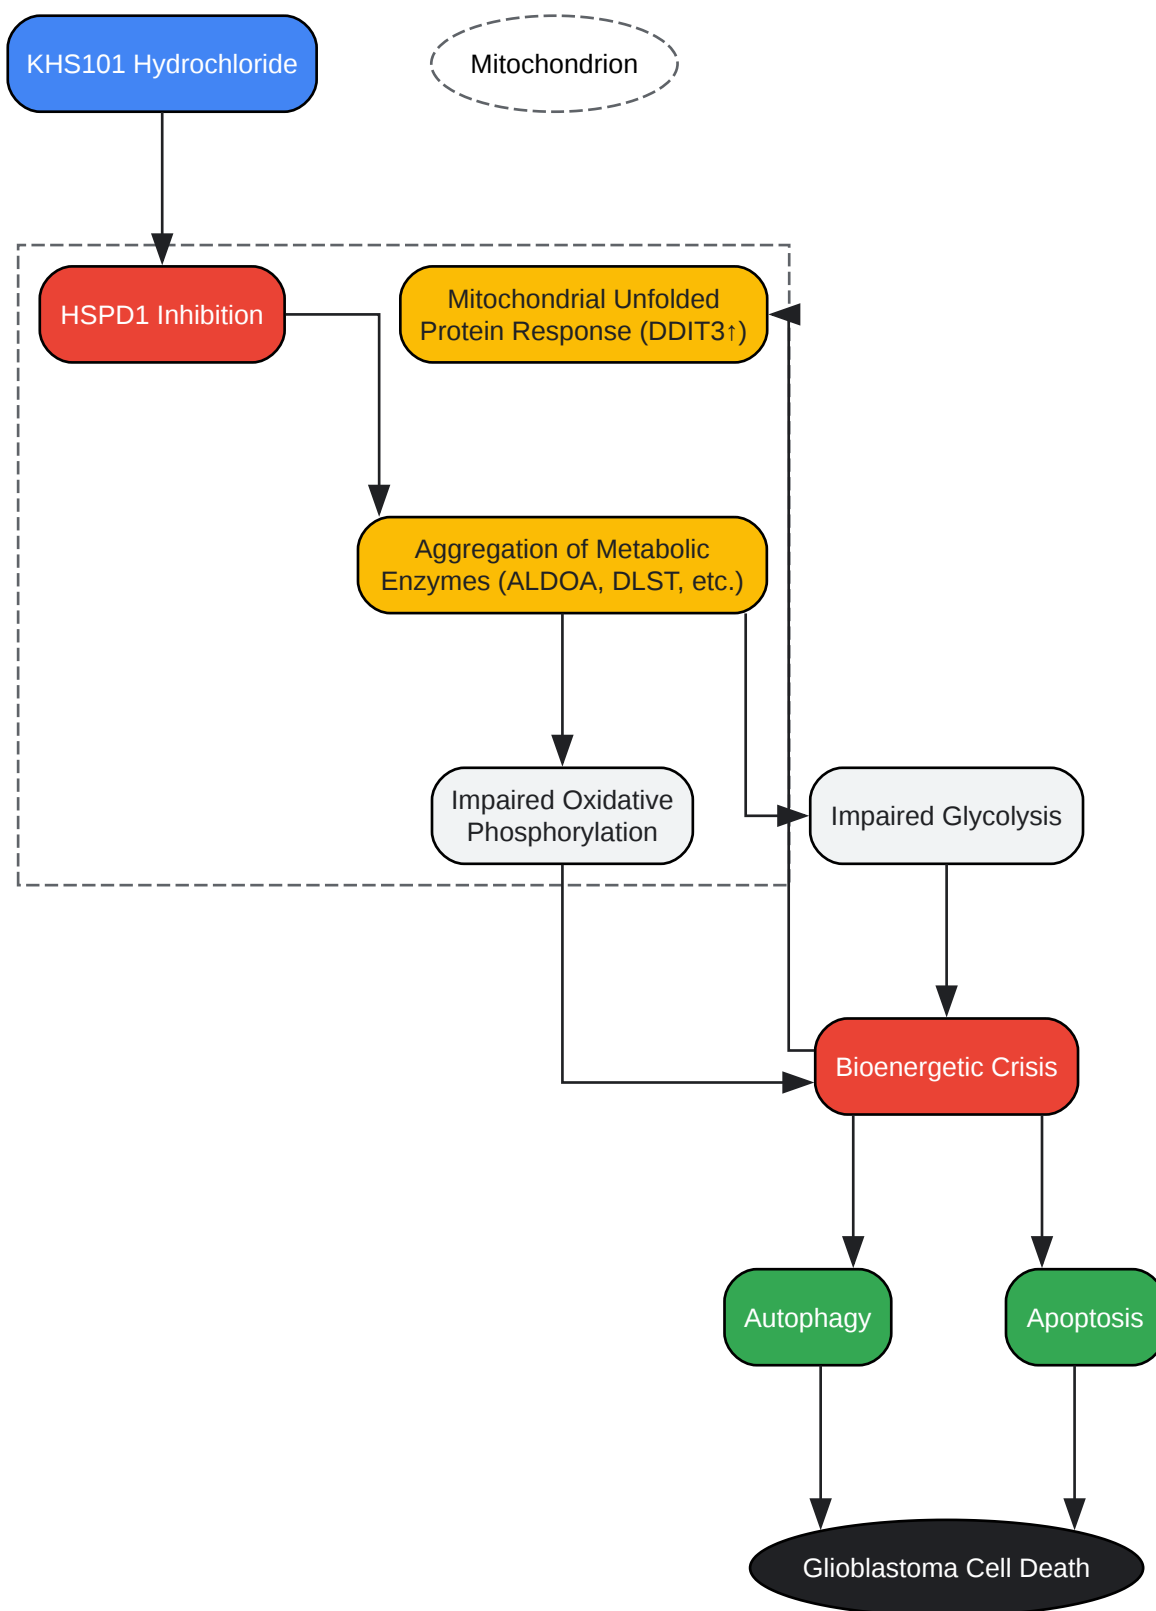 KHS101 Hydrochloride
Mitochondrion
HSPD1 Inhibition
Mitochondrial Unfolded
Protein Response (DDIT3↑)
Aggregation of Metabolic
Enzymes (ALDOA, DLST, etc.)
Impaired Oxidative
Phosphorylation
Impaired Glycolysis
Bioenergetic Crisis
Autophagy
Apoptosis
Glioblastoma Cell Death